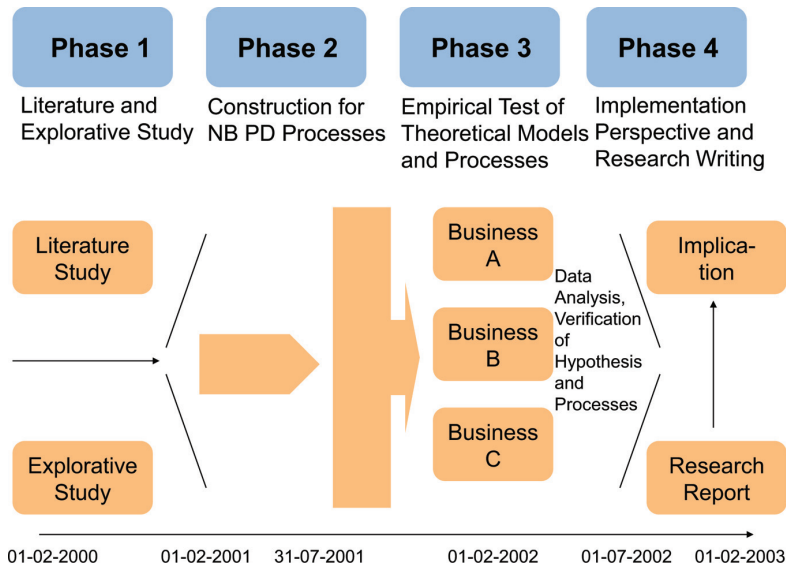 Phase 1
Phase 2
Phase 3
Phase 4
Literature and
Explorative Study
Construction for
NB PD Processes
Empirical Test of
Theoretical Models
and Processes
Implementation
Perspective and
Research Writing
Literature
Study
Explorative
Study
Business
A
Business
B
Business
C
Data
Analysis,
Verification
of
Hypothesis
and
Processes
Implica-
tion
Research
Report
01-02-2000
01-02-2001
31-07-2001
01-02-2002
01-07-2002
01-02-2003